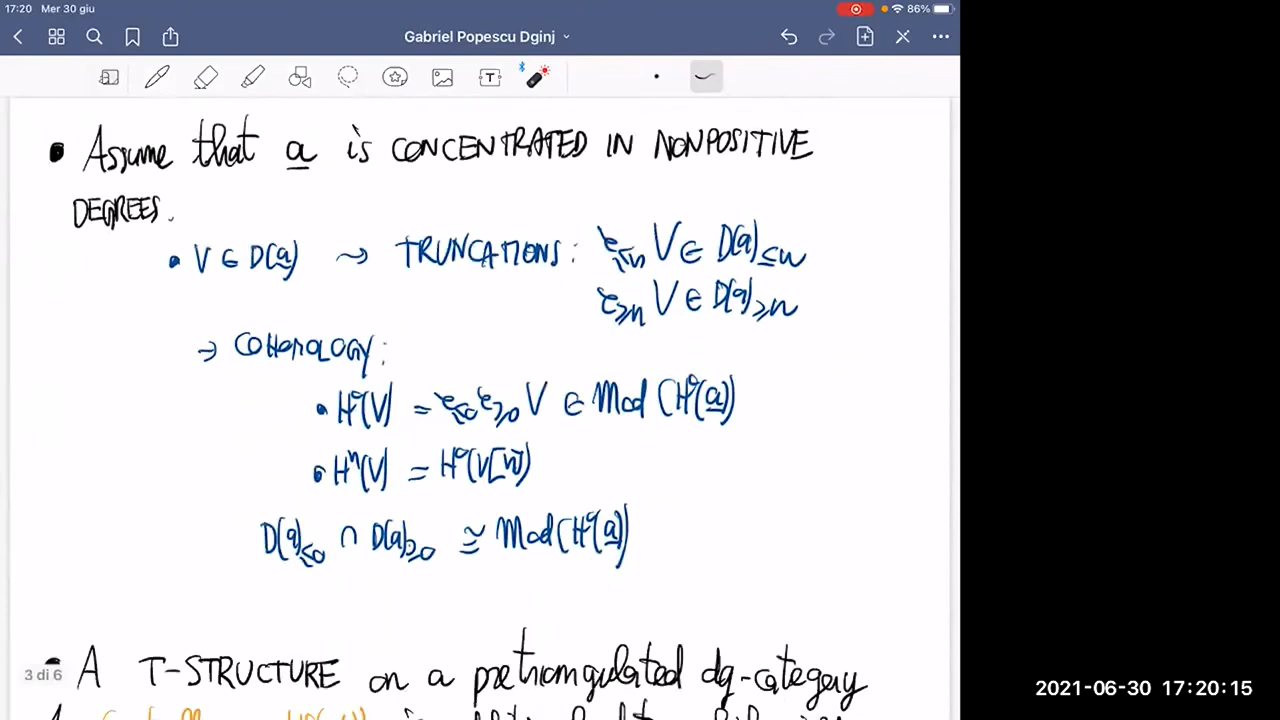 17:20 Mer 30 giu
86%
Gabriel Popescu Dginj
• Assume that a is CONCENTRATED IN NONPOSITIVE
DEGREES.
• V ∈ D(a) ⇝ TRUNCATIONS: τ≤n V ∈ D(a)≤n
τ≥n V ∈ D(a)≥n
→ COHOMOLOGY:
• H⁰(V) = τ≤0 τ≥0 V ∈ Mod (H⁰(a))
• Hⁿ(V) = H⁰(V[n])
D(a)≤0 ∩ D(a)≥0 ≅ Mod(H⁰(a))
• A T-STRUCTURE on a pretriangulated dg-category
3 di 6
2021-06-30 17:20:15